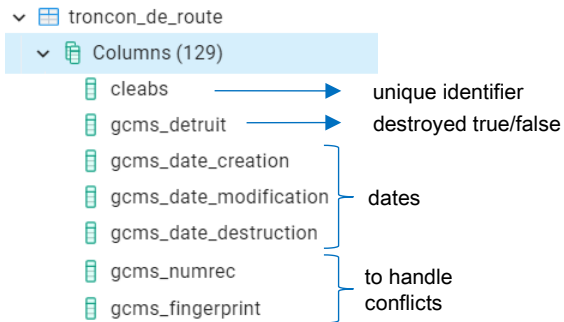 troncon_de_route
Columns (129)
cleabs unique identifier
gcms_detruit destroyed true/false
gcms_date_creation
gcms_date_modification dates
gcms_date_destruction
gcms_numrec to handle
gcms_fingerprint conflicts